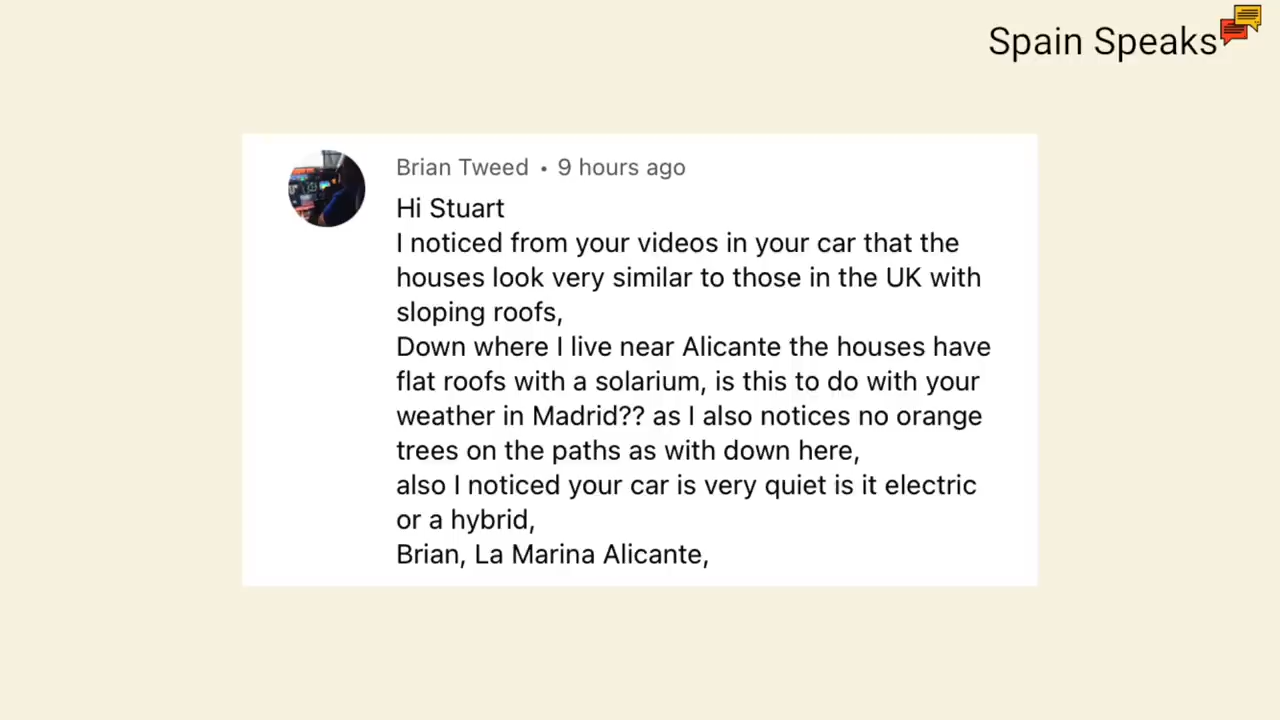 Spain Speaks
Brian Tweed • 9 hours ago
Hi Stuart
I noticed from your videos in your car that the
houses look very similar to those in the UK with
sloping roofs,
Down where I live near Alicante the houses have
flat roofs with a solarium, is this to do with your
weather in Madrid?? as I also notices no orange
trees on the paths as with down here,
also I noticed your car is very quiet is it electric
or a hybrid,
Brian, La Marina Alicante,